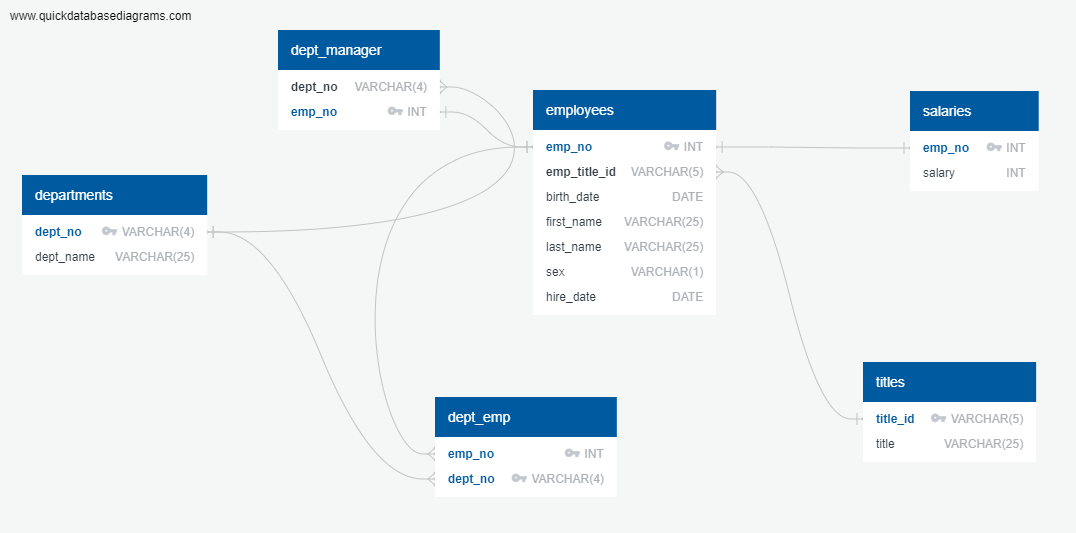 www.quickdatabasediagrams.com
dept_manager
dept_no VARCHAR(4)
emp_no INT
employees
emp_no INT
emp_title_id VARCHAR(5)
birth_date DATE
first_name VARCHAR(25)
last_name VARCHAR(25)
sex VARCHAR(1)
hire_date DATE
salaries
emp_no INT
salary INT
departments
dept_no VARCHAR(4)
dept_name VARCHAR(25)
titles
title_id VARCHAR(5)
title VARCHAR(25)
dept_emp
emp_no INT
dept_no VARCHAR(4)